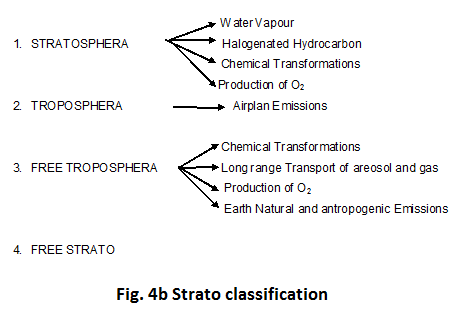 Water Vapour
1. STRATOSPHERA
Halogenated Hydrocarbon
Chemical Transformations
Production of O₂
2. TROPOSPHERA
Airplan Emissions
Chemical Transformations
3. FREE TROPOSPHERA
Long range Transport of areosol and gas
Production of O₂
Earth Natural and antropogenic Emissions
4. FREE STRATO
Fig. 4b Strato classification